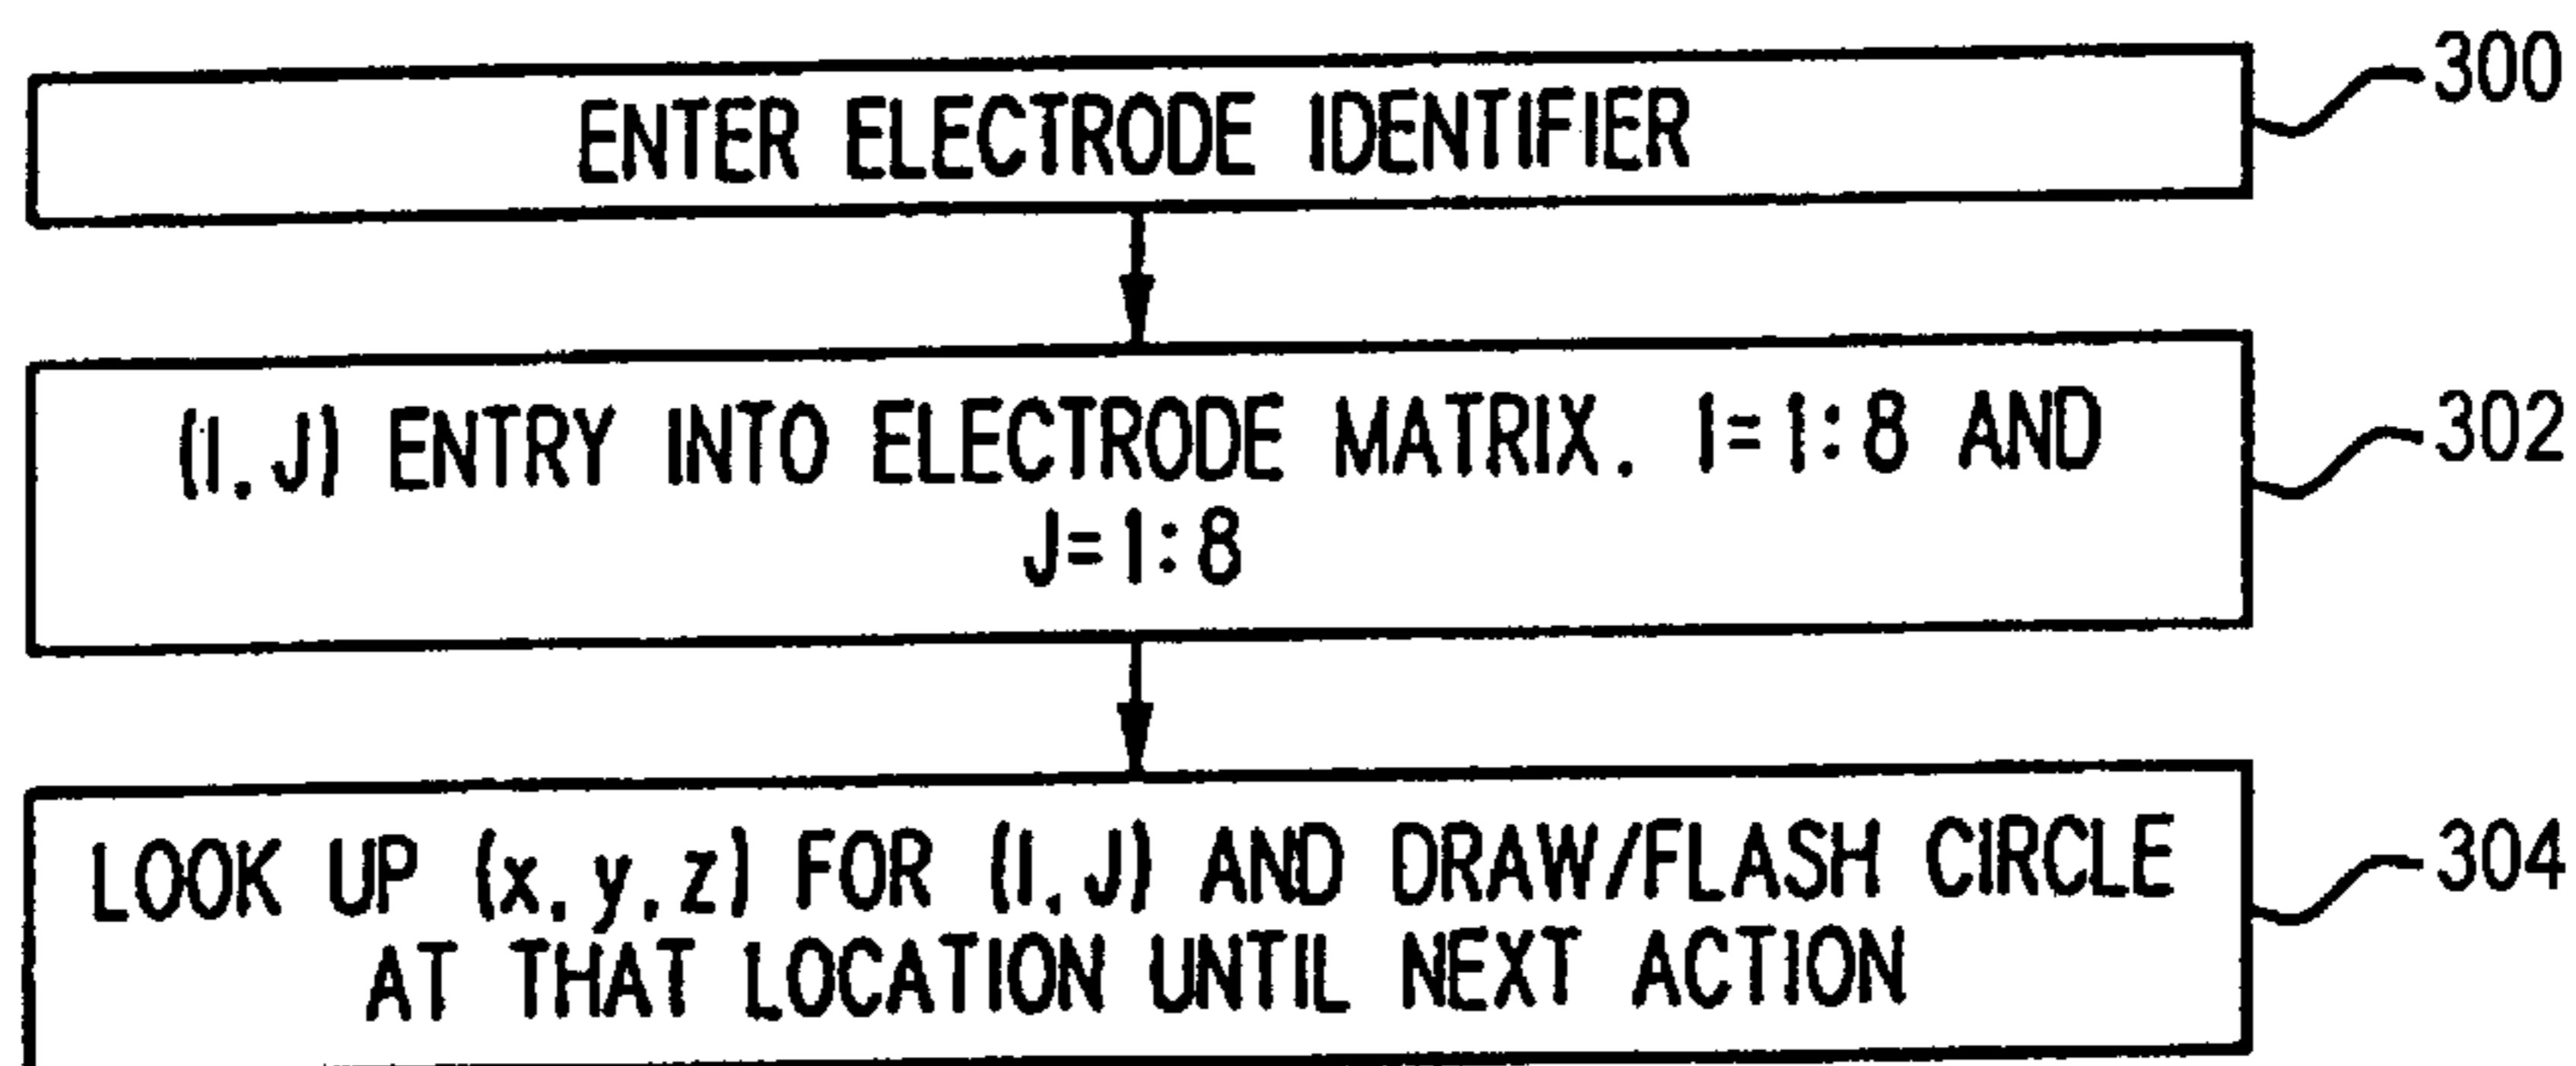 ENTER ELECTRODE IDENTIFIER
300
(I,J) ENTRY INTO ELECTRODE MATRIX. I=1:8 AND
J=1:8
302
LOOK UP (x,y,z) FOR (I,J) AND DRAW/FLASH CIRCLE
AT THAT LOCATION UNTIL NEXT ACTION
304